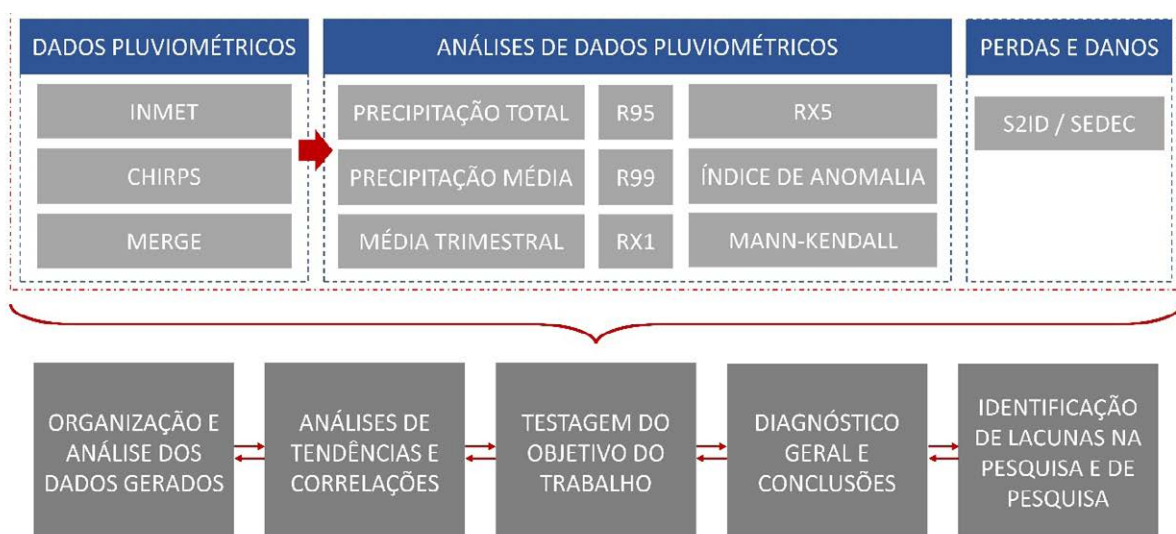 DADOS PLUVIOMÉTRICOS
INMET
CHIRPS
MERGE
ANÁLISES DE DADOS PLUVIOMÉTRICOS
PRECIPITAÇÃO TOTAL
R95
RX5
PRECIPITAÇÃO MÉDIA
R99
ÍNDICE DE ANOMALIA
MÉDIA TRIMESTRAL
RX1
MANN-KENDALL
PERDAS E DANOS
S2ID / SEDEC
ORGANIZAÇÃO E
ANÁLISE DOS
DADOS GERADOS
ANÁLISES DE
TENDÊNCIAS E
CORRELAÇÕES
TESTAGEM DO
OBJETIVO DO
TRABALHO
DIAGNÓSTICO
GERAL E
CONCLUSÕES
IDENTIFICAÇÃO
DE LACUNAS NA
PESQUISA E DE
PESQUISA